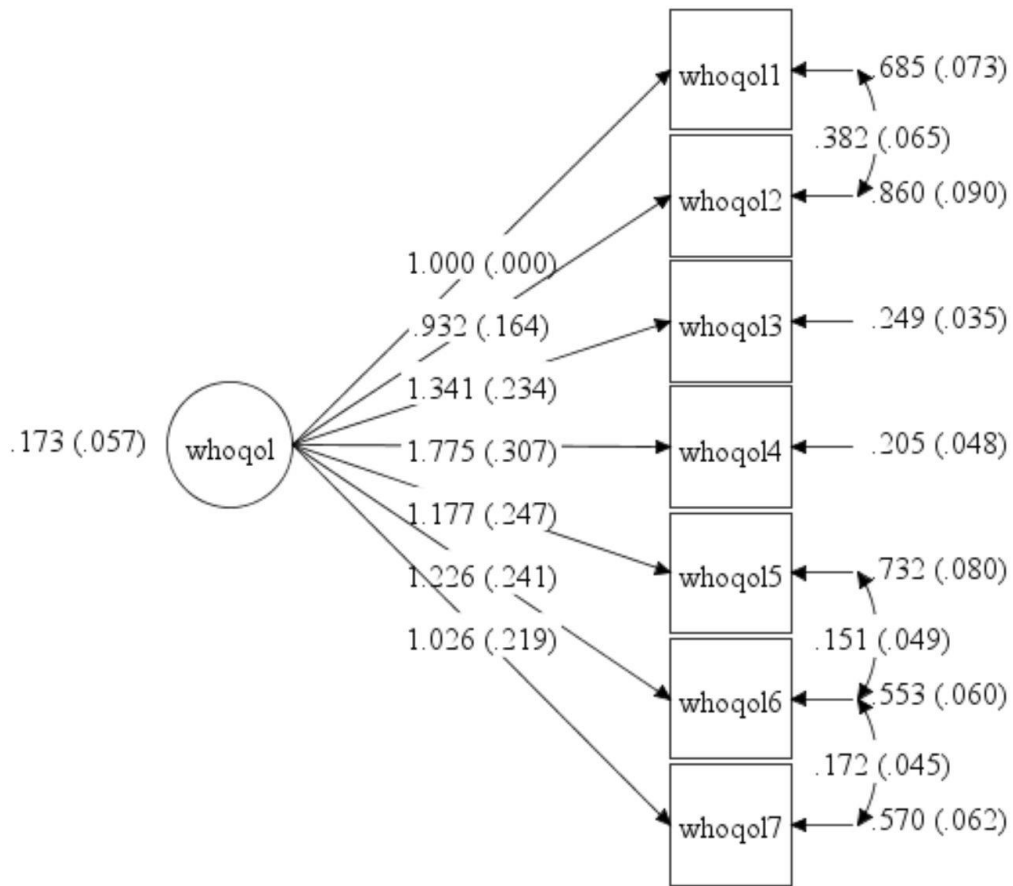 whoqol1
.685 (.073)
.382 (.065)
whoqol2
.860 (.090)
1.000 (.000)
.932 (.164)
whoqol3
.249 (.035)
1.341 (.234)
.173 (.057)
whoqol
1.775 (.307)
whoqol4
.205 (.048)
1.177 (.247)
whoqol5
.732 (.080)
1.226 (.241)
1.026 (.219)
.151 (.049)
whoqol6
.553 (.060)
.172 (.045)
whoqol7
.570 (.062)